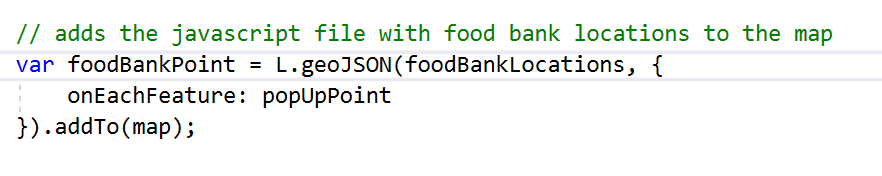 // adds the javascript file with food bank locations to the map
var foodBankPoint = L.geoJSON(foodBankLocations, {
    onEachFeature: popUpPoint
}).addTo(map);